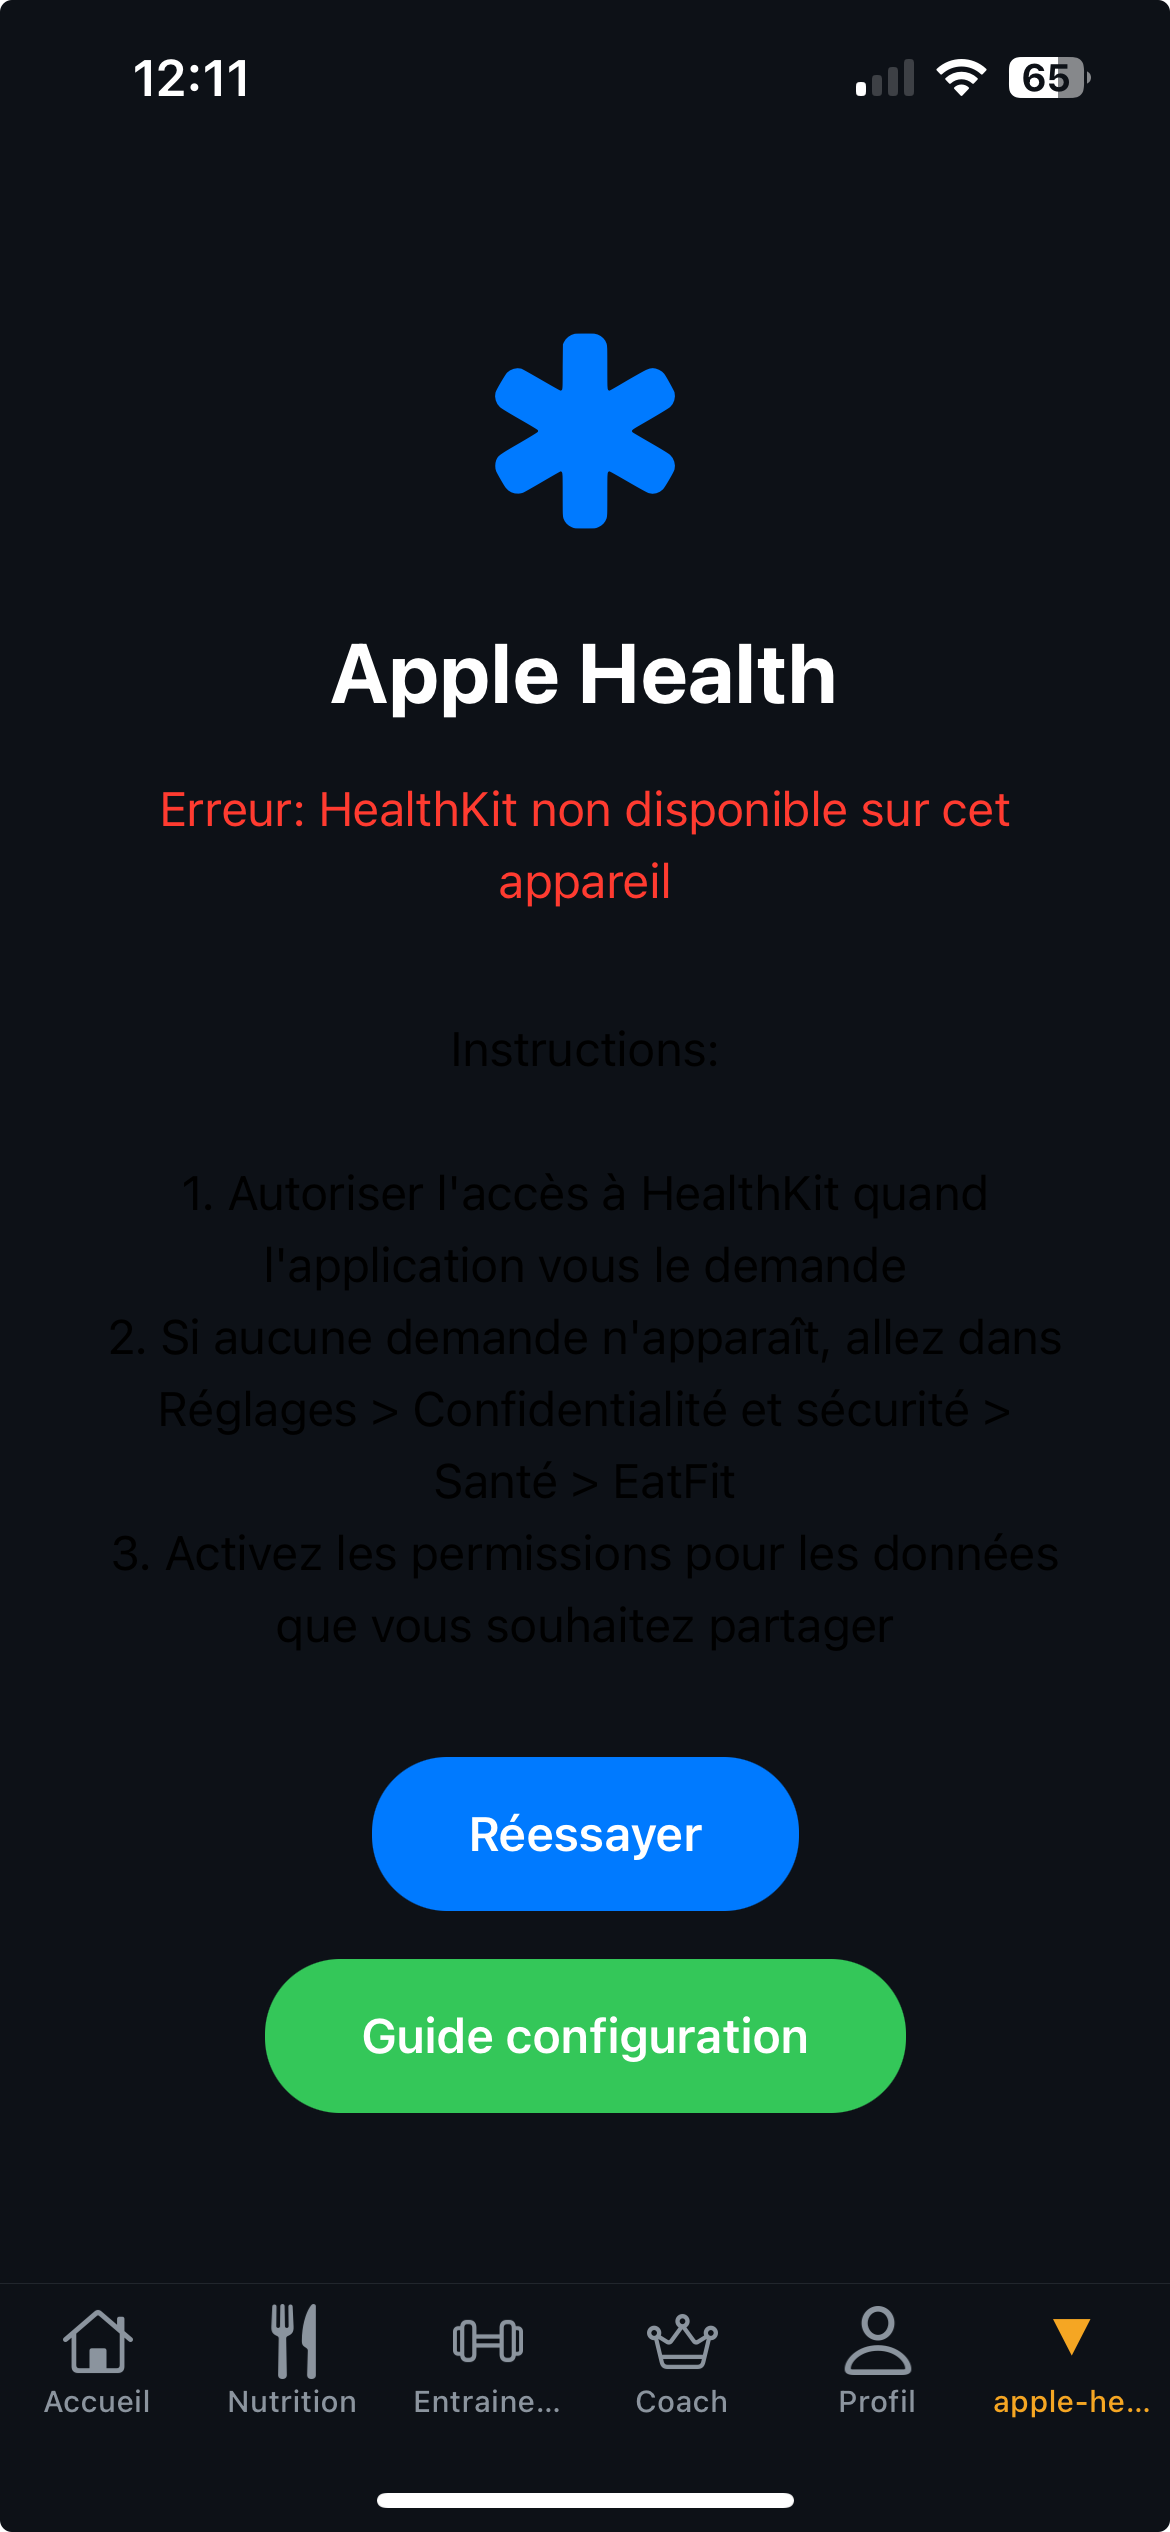 12:11
65
Apple Health
Erreur: HealthKit non disponible sur cet
appareil
Instructions:
1. Autoriser l'accès à HealthKit quand
l'application vous le demande
2. Si aucune demande n'apparaît, allez dans
Réglages > Confidentialité et sécurité >
Santé > EatFit
3. Activez les permissions pour les données
que vous souhaitez partager
Réessayer
Guide configuration
Accueil
Nutrition
Entraine...
Coach
Profil
apple-he...